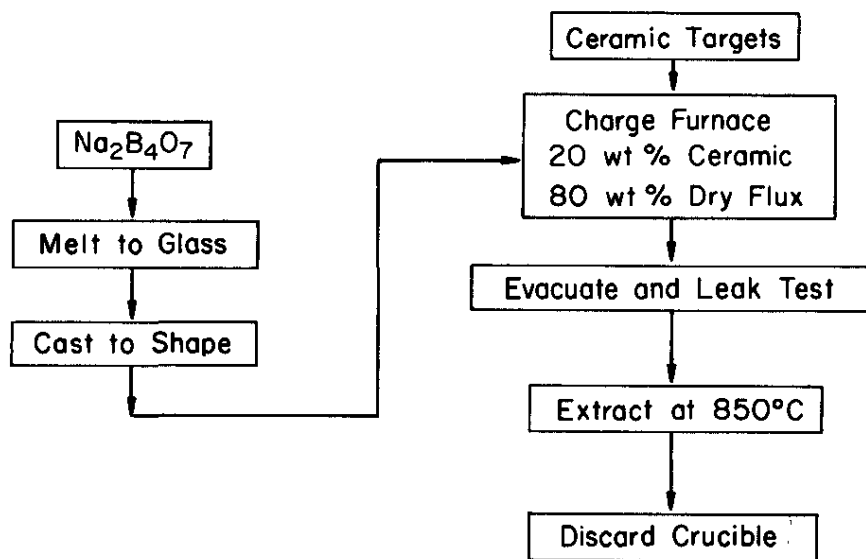 Ceramic Targets
Charge Furnace
20 wt % Ceramic
80 wt % Dry Flux
Na2B4O7
Melt to Glass
Cast to Shape
Evacuate and Leak Test
Extract at 850°C
Discard Crucible